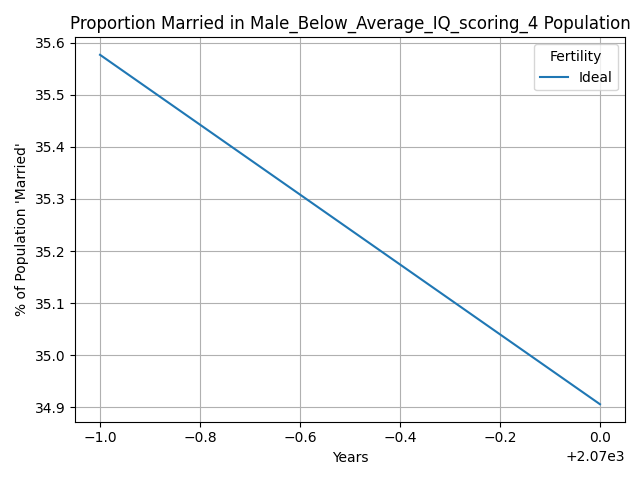 Proportion Married in Male_Below_Average_IQ_scoring_4 Population
35.6
35.5
35.4
35.3
35.2
35.1
35.0
34.9
% of Population 'Married'
Fertility
Ideal
−1.0 −0.8 −0.6 −0.4 −0.2 0.0
+2.07e3
Years